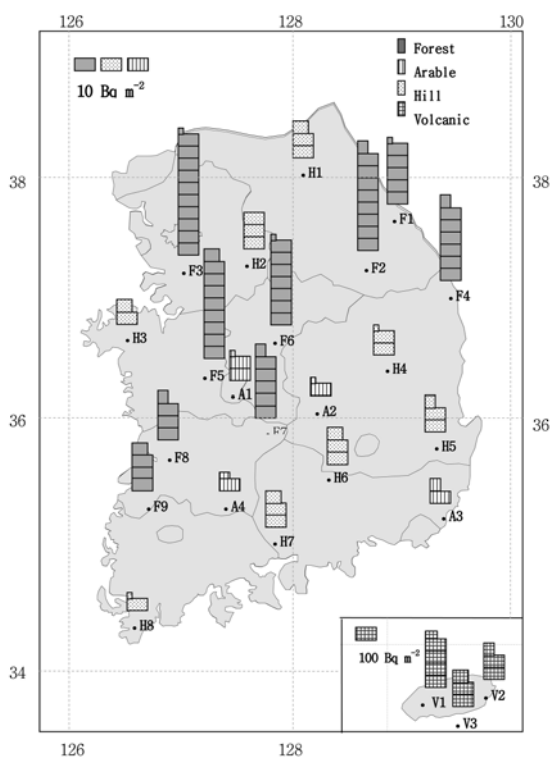 126 128 130
Forest
Arable
Hill
Volcanic
10 Bq m⁻²
38 38
H1
F1
F2
F3
H2
F4
H3
F6
F5
H4
A1
A2
36 36
F7
H5
F8
H6
F9
A4
A3
H7
H8
34
100 Bq m⁻²
V1
V2
V3
126 128